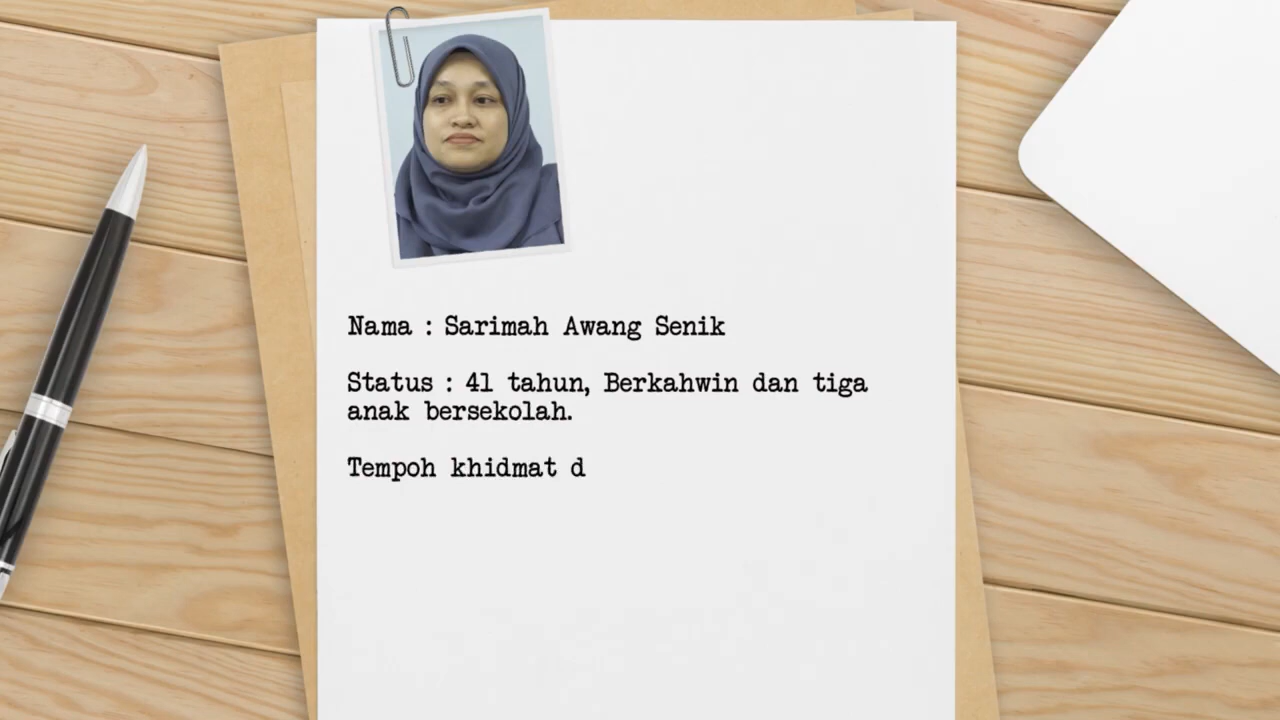 Nama : Sarimah Awang Senik
Status : 41 tahun, Berkahwin dan tiga
anak bersekolah.
Tempoh khidmat d